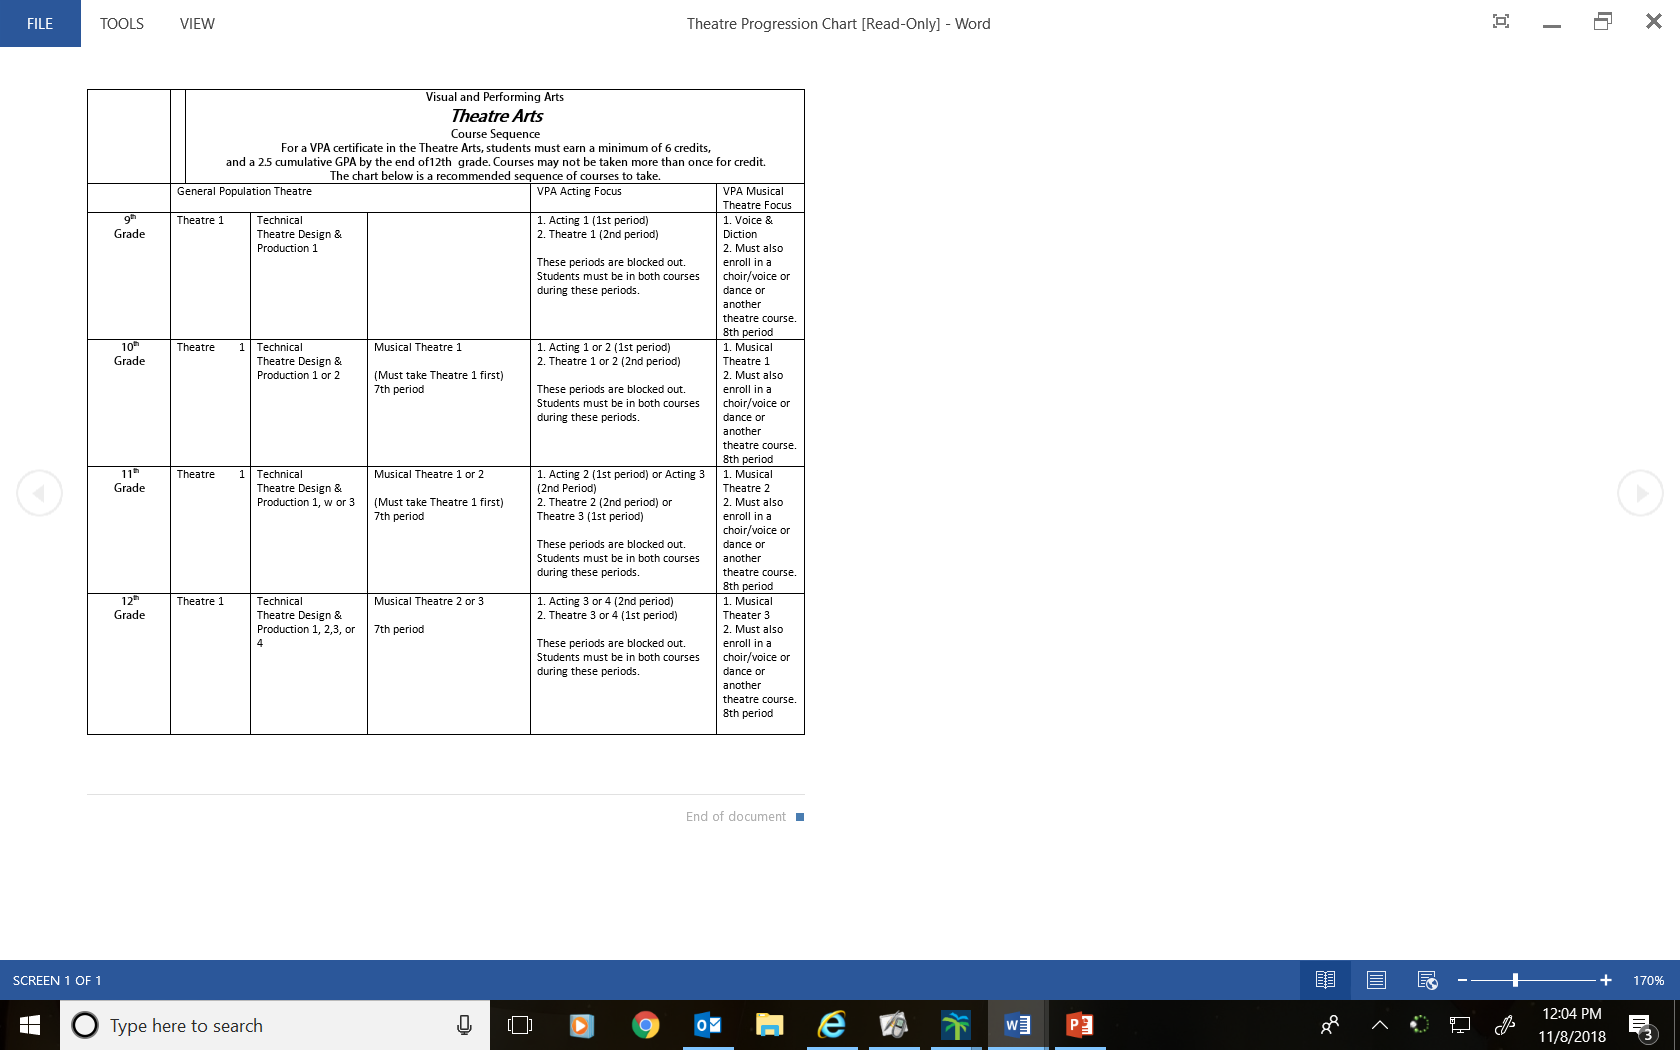 FILE TOOLS VIEW Theatre Progression Chart [Read-Only] - Word
Visual and Performing Arts
Theatre Arts
Course Sequence
For a VPA certificate in the Theatre Arts, students must earn a minimum of 6 credits,
and a 2.5 cumulative GPA by the end of12th grade. Courses may not be taken more than once for credit.
The chart below is a recommended sequence of courses to take.
General Population Theatre
VPA Acting Focus
VPA Musical
Theatre Focus
9th
Grade
Theatre 1
Technical
Theatre Design &
Production 1
1. Acting 1 (1st period)
2. Theatre 1 (2nd period)
These periods are blocked out.
Students must be in both courses
during these periods.
1. Voice &
Diction
2. Must also
enroll in a
choir/voice or
dance or
another
theatre course.
8th period
10th
Grade
Theatre 1
Technical
Theatre Design &
Production 1 or 2
Musical Theatre 1
(Must take Theatre 1 first)
7th period
1. Acting 1 or 2 (1st period)
2. Theatre 1 or 2 (2nd period)
These periods are blocked out.
Students must be in both courses
during these periods.
1. Musical
Theatre 1
2. Must also
enroll in a
choir/voice or
dance or
another
theatre course.
8th period
11th
Grade
Theatre 1
Technical
Theatre Design &
Production 1, w or 3
Musical Theatre 1 or 2
(Must take Theatre 1 first)
7th period
1. Acting 2 (1st period) or Acting 3
(2nd Period)
2. Theatre 2 (2nd period) or
Theatre 3 (1st period)
These periods are blocked out.
Students must be in both courses
during these periods.
1. Musical
Theatre 2
2. Must also
enroll in a
choir/voice or
dance or
another
theatre course.
8th period
12th
Grade
Theatre 1
Technical
Theatre Design &
Production 1, 2,3, or
4
Musical Theatre 2 or 3
7th period
1. Acting 3 or 4 (2nd period)
2. Theatre 3 or 4 (1st period)
These periods are blocked out.
Students must be in both courses
during these periods.
1. Musical
Theater 3
2. Must also
enroll in a
choir/voice or
dance or
another
theatre course.
8th period
End of document
SCREEN 1 OF 1
170%
Type here to search
12:04 PM
11/8/2018
3